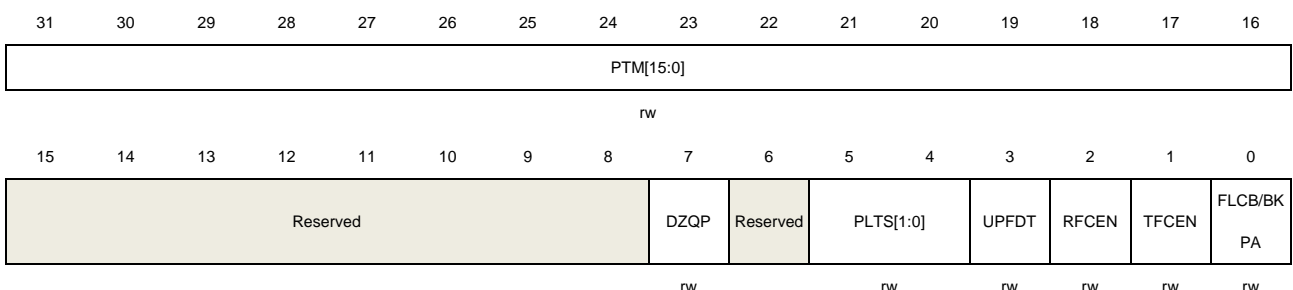 31 30 29 28 27 26 25 24 23 22 21 20 19 18 17 16
PTM[15:0]
rw
15 14 13 12 11 10 9 8 7 6 5 4 3 2 1 0
Reserved DZQP Reserved PLTS[1:0] UPFDT RFCEN TFCEN FLCB/BK
PA
rw rw rw rw rw rw